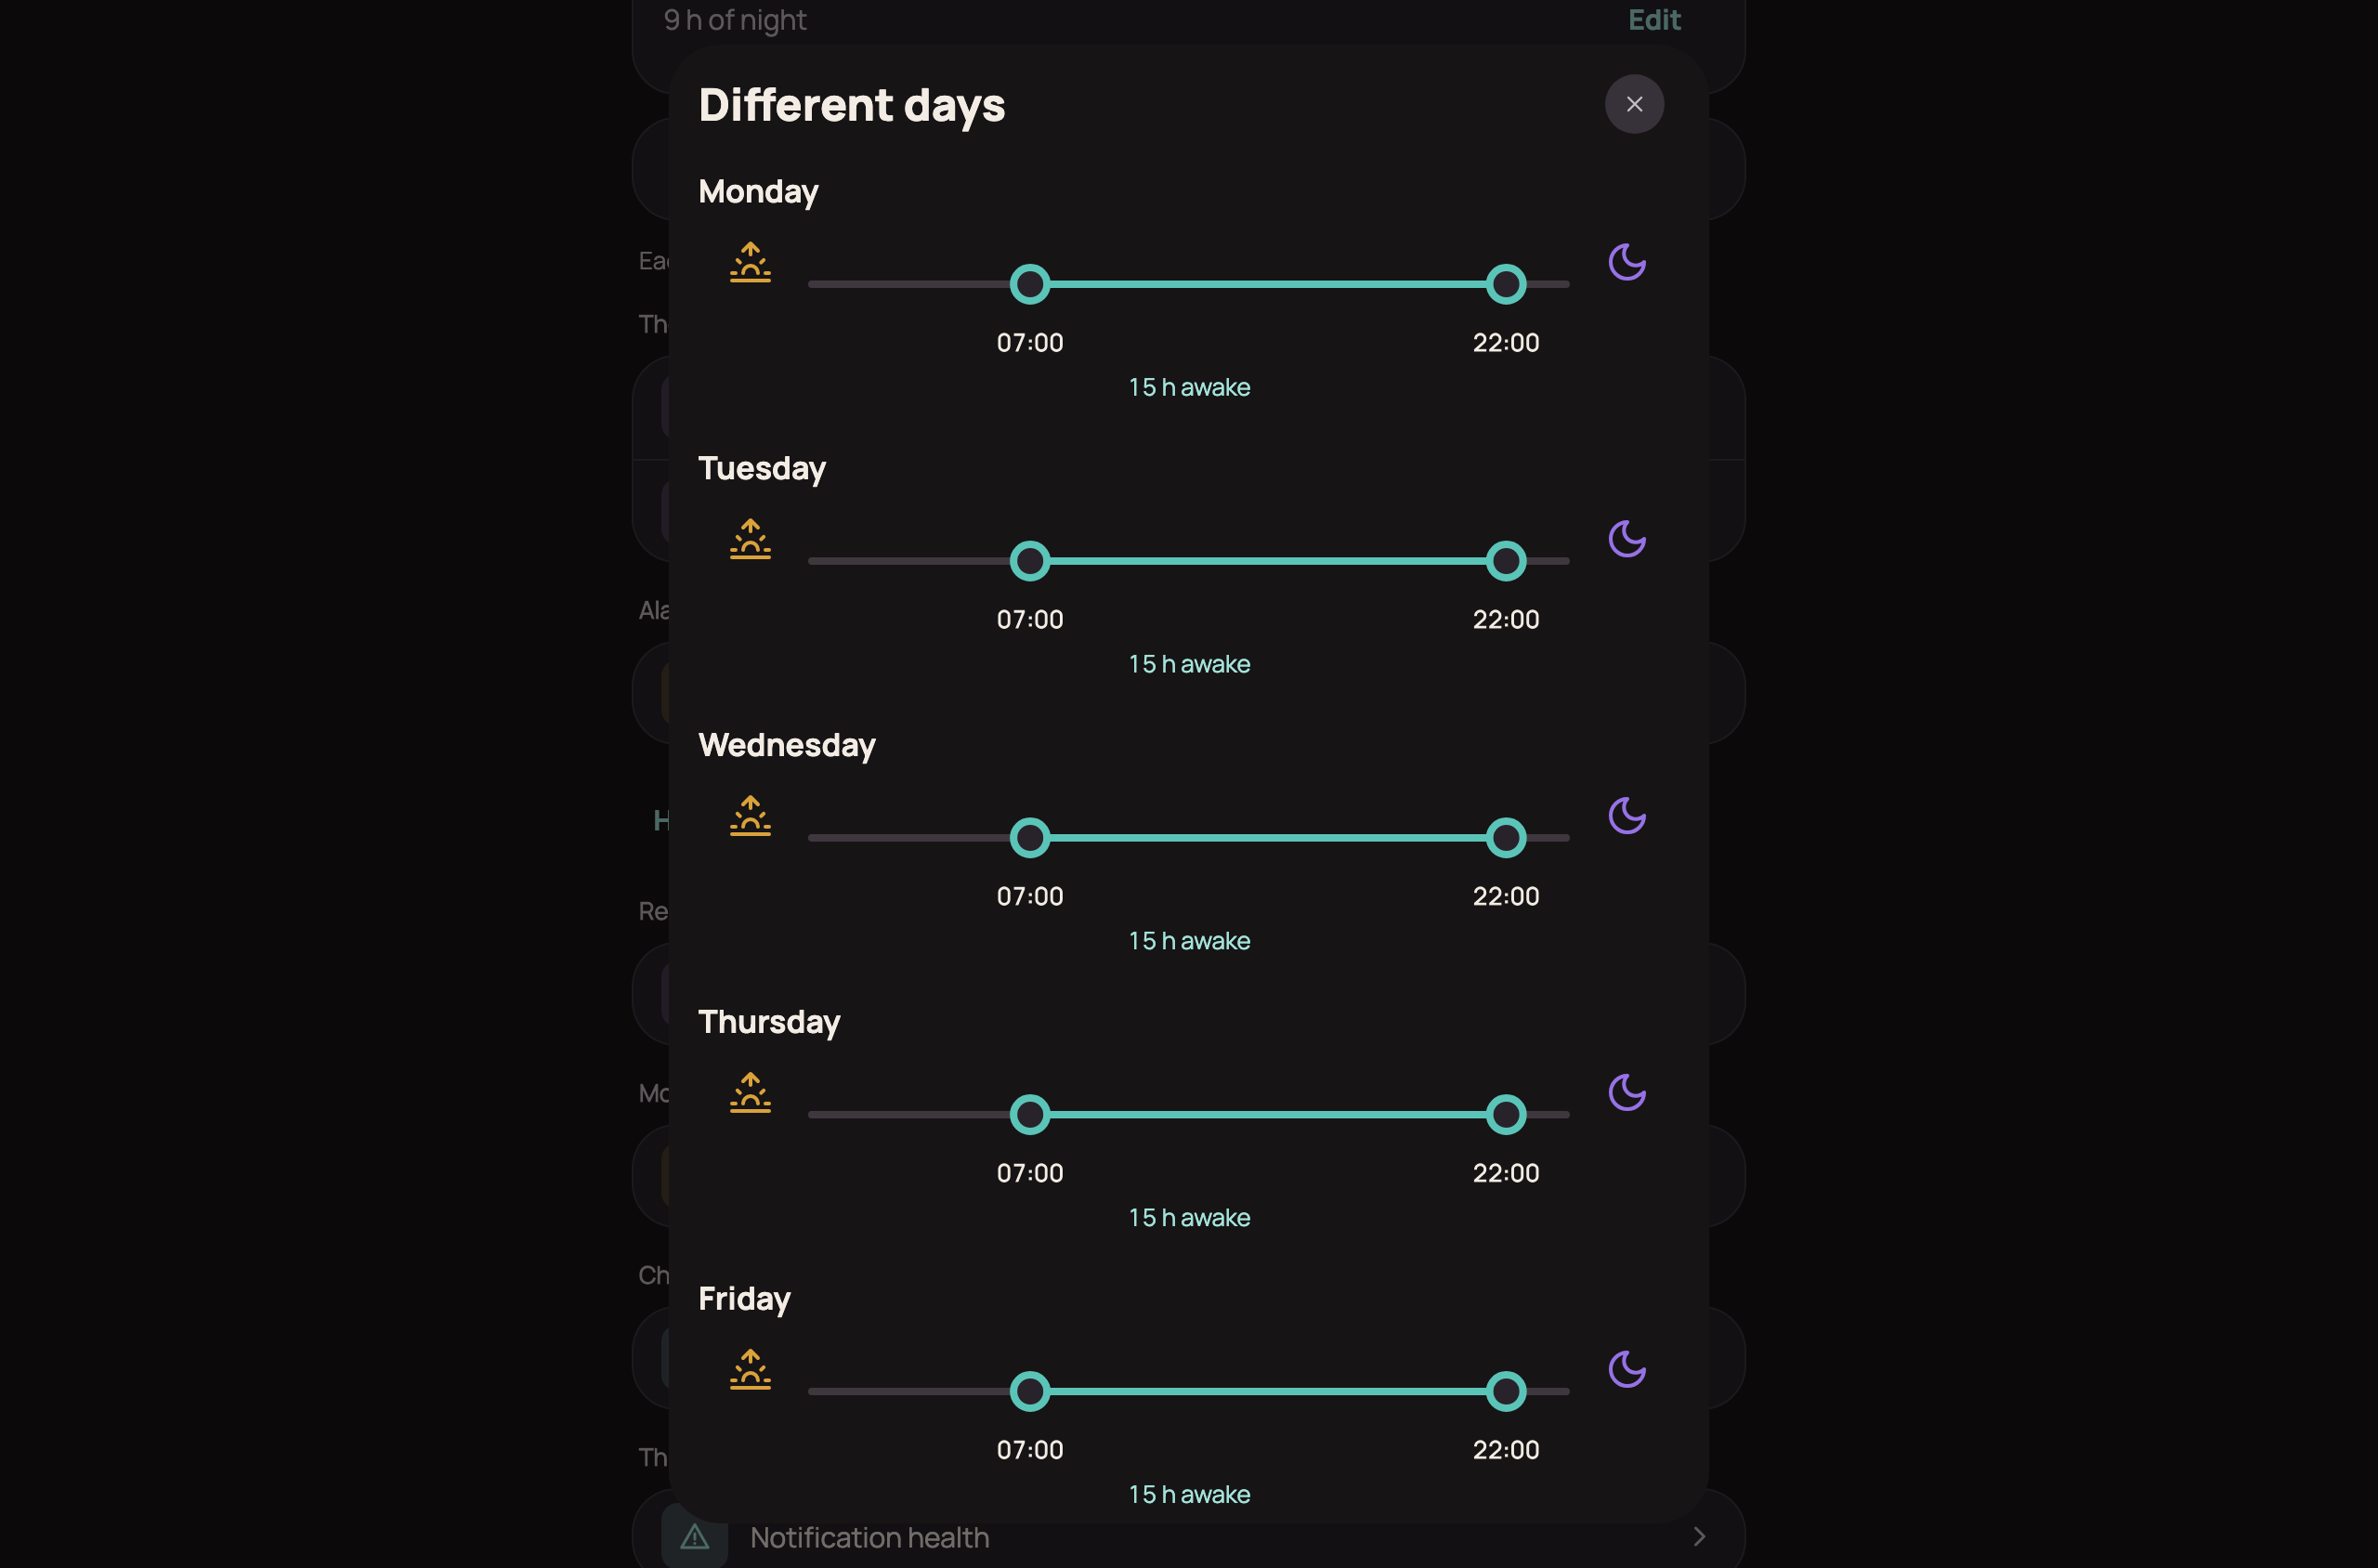 9 h of night
Edit
Different days
Monday
07:00 22:00
15 h awake
Tuesday
07:00 22:00
15 h awake
Wednesday
07:00 22:00
15 h awake
Thursday
07:00 22:00
15 h awake
Friday
07:00 22:00
15 h awake
Notification health